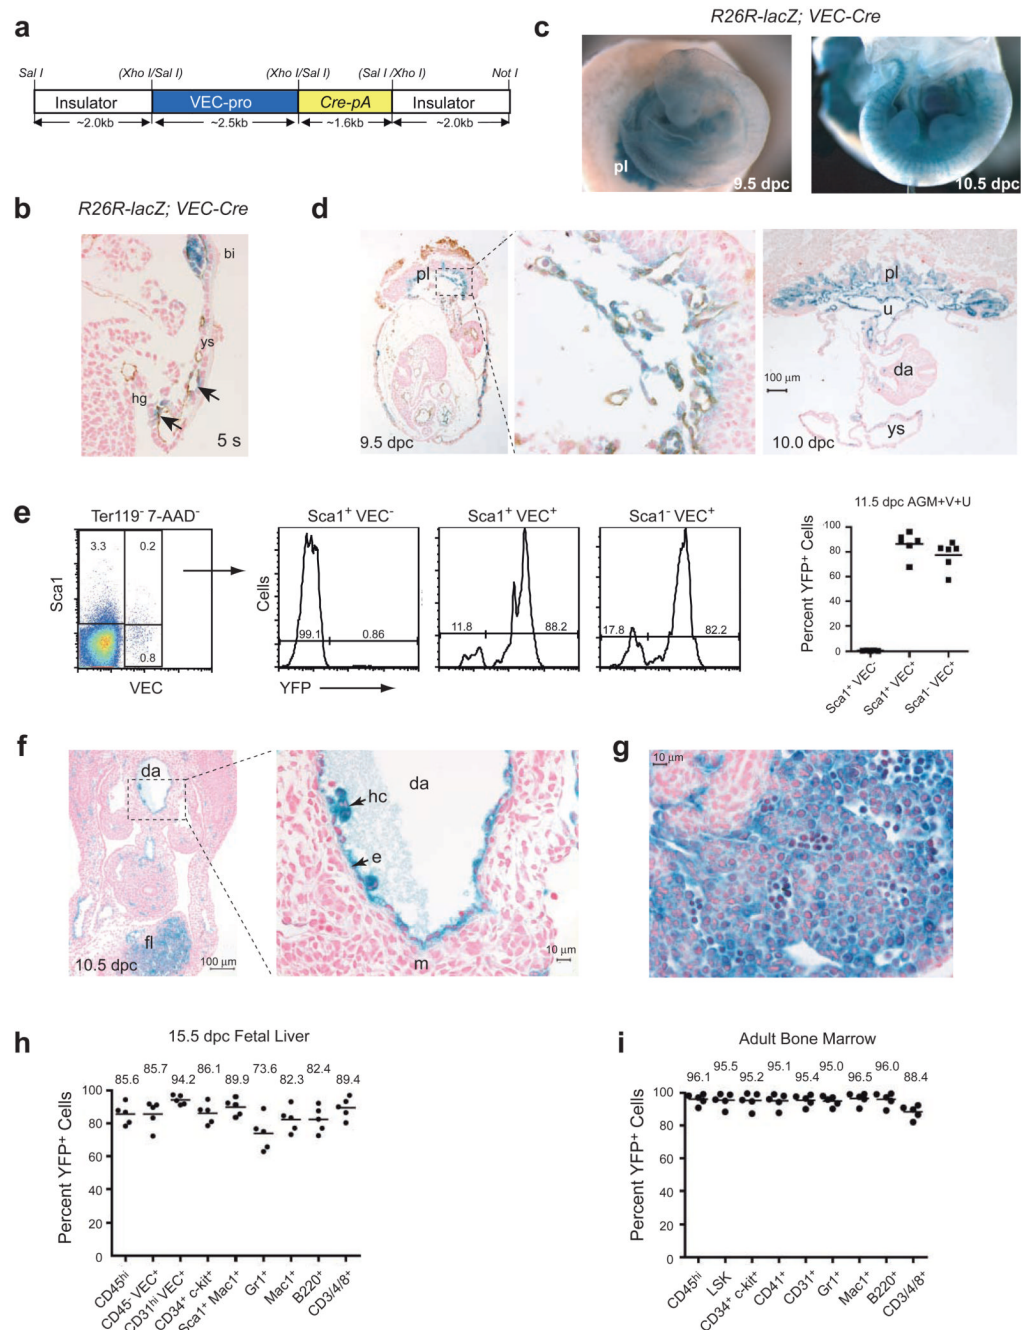 a
Sal I (Xho I/Sal I) (Xho I/Sal I) (Sal I /Xho I) Not I
Insulator VEC-pro Cre-pA Insulator
~2.0kb ~2.5kb ~1.6kb ~2.0kb
c
R26R-lacZ; VEC-Cre
pl
9.5 dpc
10.5 dpc
b
R26R-lacZ; VEC-Cre
bi
ys
hg
5 s
d
pl
9.5 dpc
pl
u
da
100 µm
ys
10.0 dpc
e
Ter119⁻ 7-AAD⁻
3.3 0.2
0.8
Sca1
VEC
Sca1⁺ VEC⁻ Sca1⁺ VEC⁺ Sca1⁻ VEC⁺
Cells
99.1 0.86
11.8 88.2
17.8 82.2
YFP
11.5 dpc AGM+V+U
Percent YFP⁺ Cells
100
80
60
40
20
0
Sca1⁺ VEC⁻
Sca1⁺ VEC⁺
Sca1⁻ VEC⁺
f
da
fl
10.5 dpc
100 µm
da
hc
e
m
10 µm
g
10 µm
h
15.5 dpc Fetal Liver
85.7 86.1 73.6 82.4
85.6 94.2 89.9 82.3 89.4
Percent YFP⁺ Cells
100
80
60
40
20
0
CD45ʰⁱ
CD45⁻ VEC⁺
CD31ʰⁱ VEC⁺
CD34⁺ c-kit⁺
Sca1⁺ Mac1⁺
Gr1⁺
Mac1⁺
B220⁺
CD3/4/8⁺
i
Adult Bone Marrow
95.5 95.1 95.0 96.0
96.1 95.2 95.4 96.5 88.4
Percent YFP⁺ Cells
100
80
60
40
20
0
CD45ʰⁱ
LSK
CD34⁺ c-kit⁺
CD41⁺
CD31⁺
Gr1⁺
Mac1⁺
B220⁺
CD3/4/8⁺